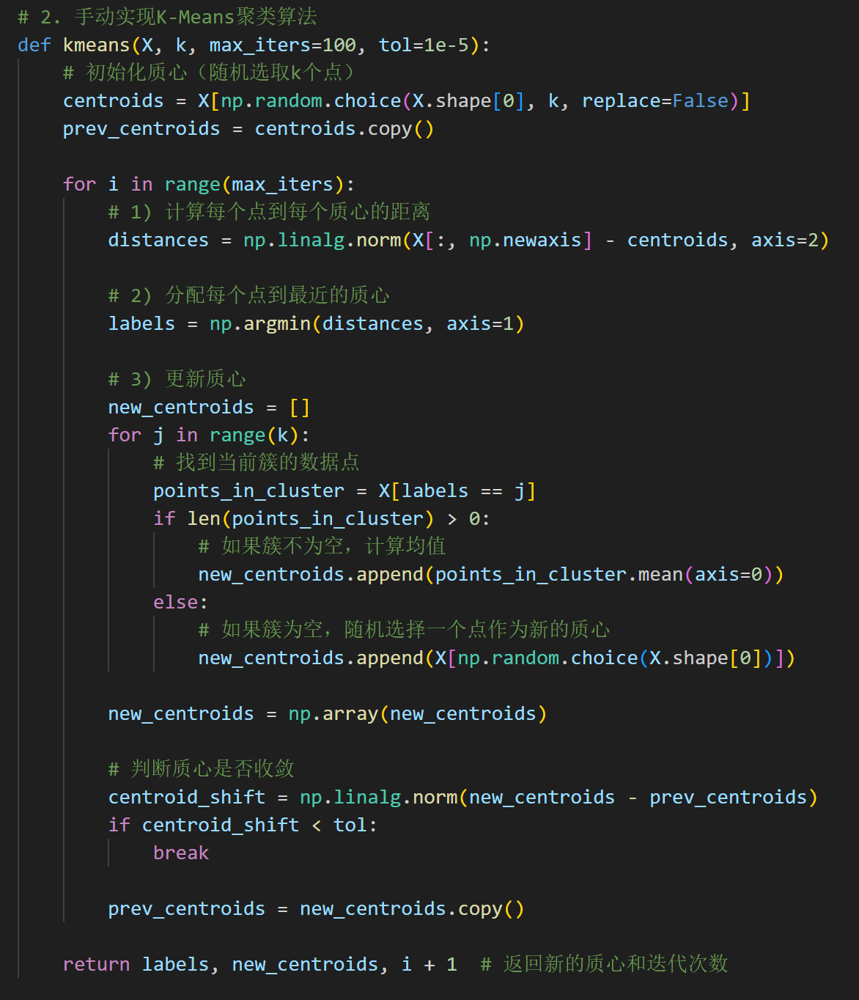 # 2. 手动实现K-Means聚类算法
def kmeans(X, k, max_iters=100, tol=1e-5):
    # 初始化质心（随机选取k个点）
    centroids = X[np.random.choice(X.shape[0], k, replace=False)]
    prev_centroids = centroids.copy()

    for i in range(max_iters):
        # 1) 计算每个点到每个质心的距离
        distances = np.linalg.norm(X[:, np.newaxis] - centroids, axis=2)

        # 2) 分配每个点到最近的质心
        labels = np.argmin(distances, axis=1)

        # 3) 更新质心
        new_centroids = []
        for j in range(k):
            # 找到当前簇的数据点
            points_in_cluster = X[labels == j]
            if len(points_in_cluster) > 0:
                # 如果簇不为空，计算均值
                new_centroids.append(points_in_cluster.mean(axis=0))
            else:
                # 如果簇为空，随机选择一个点作为新的质心
                new_centroids.append(X[np.random.choice(X.shape[0])])

        new_centroids = np.array(new_centroids)

        # 判断质心是否收敛
        centroid_shift = np.linalg.norm(new_centroids - prev_centroids)
        if centroid_shift < tol:
            break

        prev_centroids = new_centroids.copy()

    return labels, new_centroids, i + 1  # 返回新的质心和迭代次数